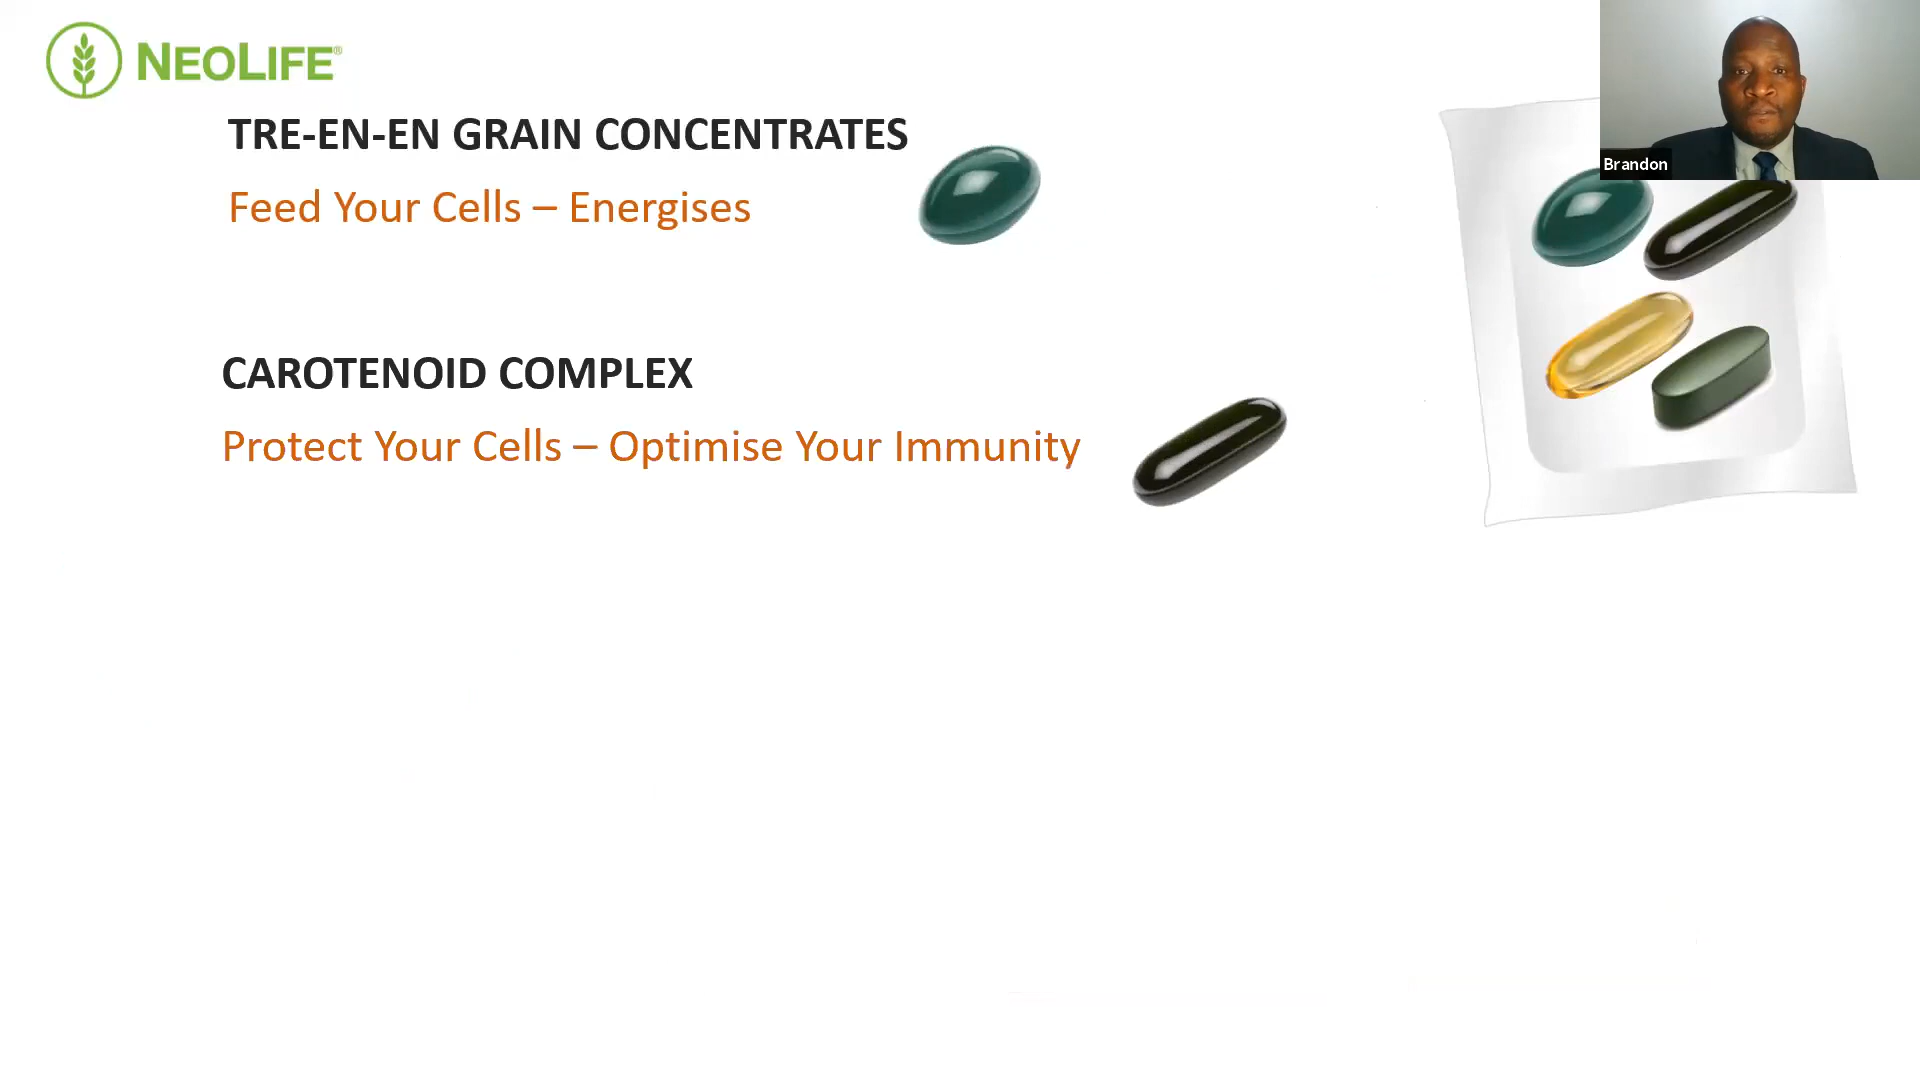 NEOLIFE®
TRE-EN-EN GRAIN CONCENTRATES
Feed Your Cells – Energises
CAROTENOID COMPLEX
Protect Your Cells – Optimise Your Immunity
Brandon